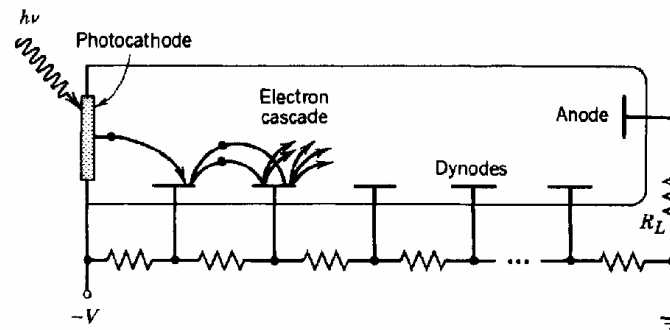 hν
Photocathode
Electron
cascade
Anode
Dynodes
R_L
...
−V